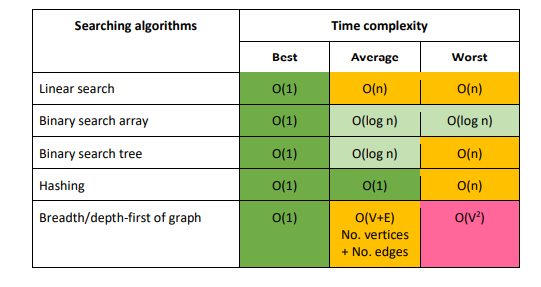 Searching algorithms Time complexity
Best Average Worst
Linear search O(1) O(n) O(n)
Binary search array O(1) O(log n) O(log n)
Binary search tree O(1) O(log n) O(n)
Hashing O(1) O(1) O(n)
Breadth/depth-first of graph O(1) O(V+E) O(V²)
No. vertices
+ No. edges